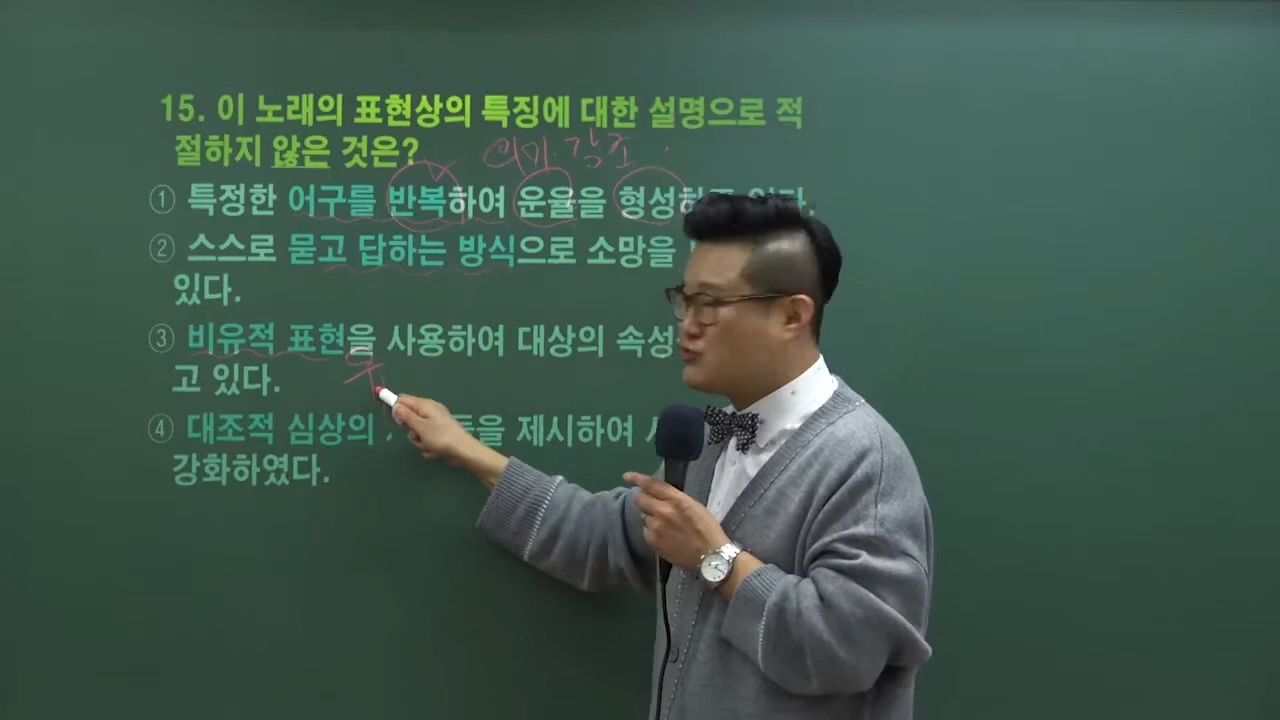 15. 이 노래의 표현상의 특징에 대한 설명으로 적
절하지 않은 것은?
의미 강조
① 특정한 어구를 반복하여 운율을 형성
② 스스로 묻고 답하는 방식으로 소망을
있다.
③ 비유적 표현을 사용하여 대상의 속성
고 있다.
④ 대조적 심상의 을 제시하여
강화하였다.